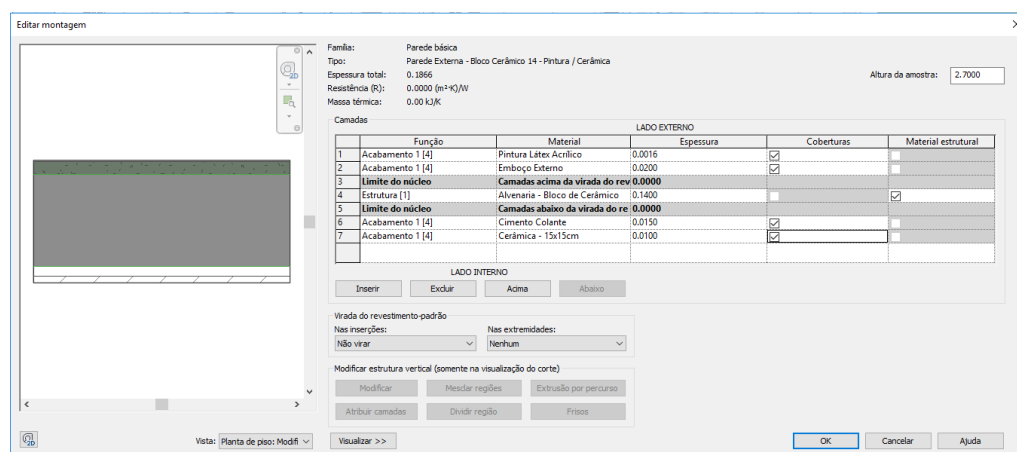 Editar montagem
Família: Parede básica
Tipo: Parede Externa - Bloco Cerâmico 14 - Pintura / Cerâmica
Espessura total: 0.1866
Altura da amostra: 2.7000
Resistência (R): 0.0000 (m²·K)/W
Massa térmica: 0.00 kJ/K
Camadas
LADO EXTERNO
Função Material Espessura Coberturas Material estrutural
1 Acabamento 1 [4] Pintura Látex Acrílico 0.0016
2 Acabamento 1 [4] Emboço Externo 0.0200
3 Limite do núcleo Camadas acima da virada do rev 0.0000
4 Estrutura [1] Alvenaria - Bloco de Cerâmico 0.1400
5 Limite do núcleo Camadas abaixo da virada do re 0.0000
6 Acabamento 1 [4] Cimento Colante 0.0150
7 Acabamento 1 [4] Cerâmica - 15x15cm 0.0100
LADO INTERNO
Inserir Excluir Acima Abaixo
Virada do revestimento-padrão
Nas inserções: Nas extremidades:
Não virar Nenhum
Modificar estrutura vertical (somente na visualização do corte)
Modificar Mesclar regiões Extrusão por percurso
Atribuir camadas Dividir região Frisos
2D
2D
Vista: Planta de piso: Modifi Visualizar >> OK Cancelar Ajuda